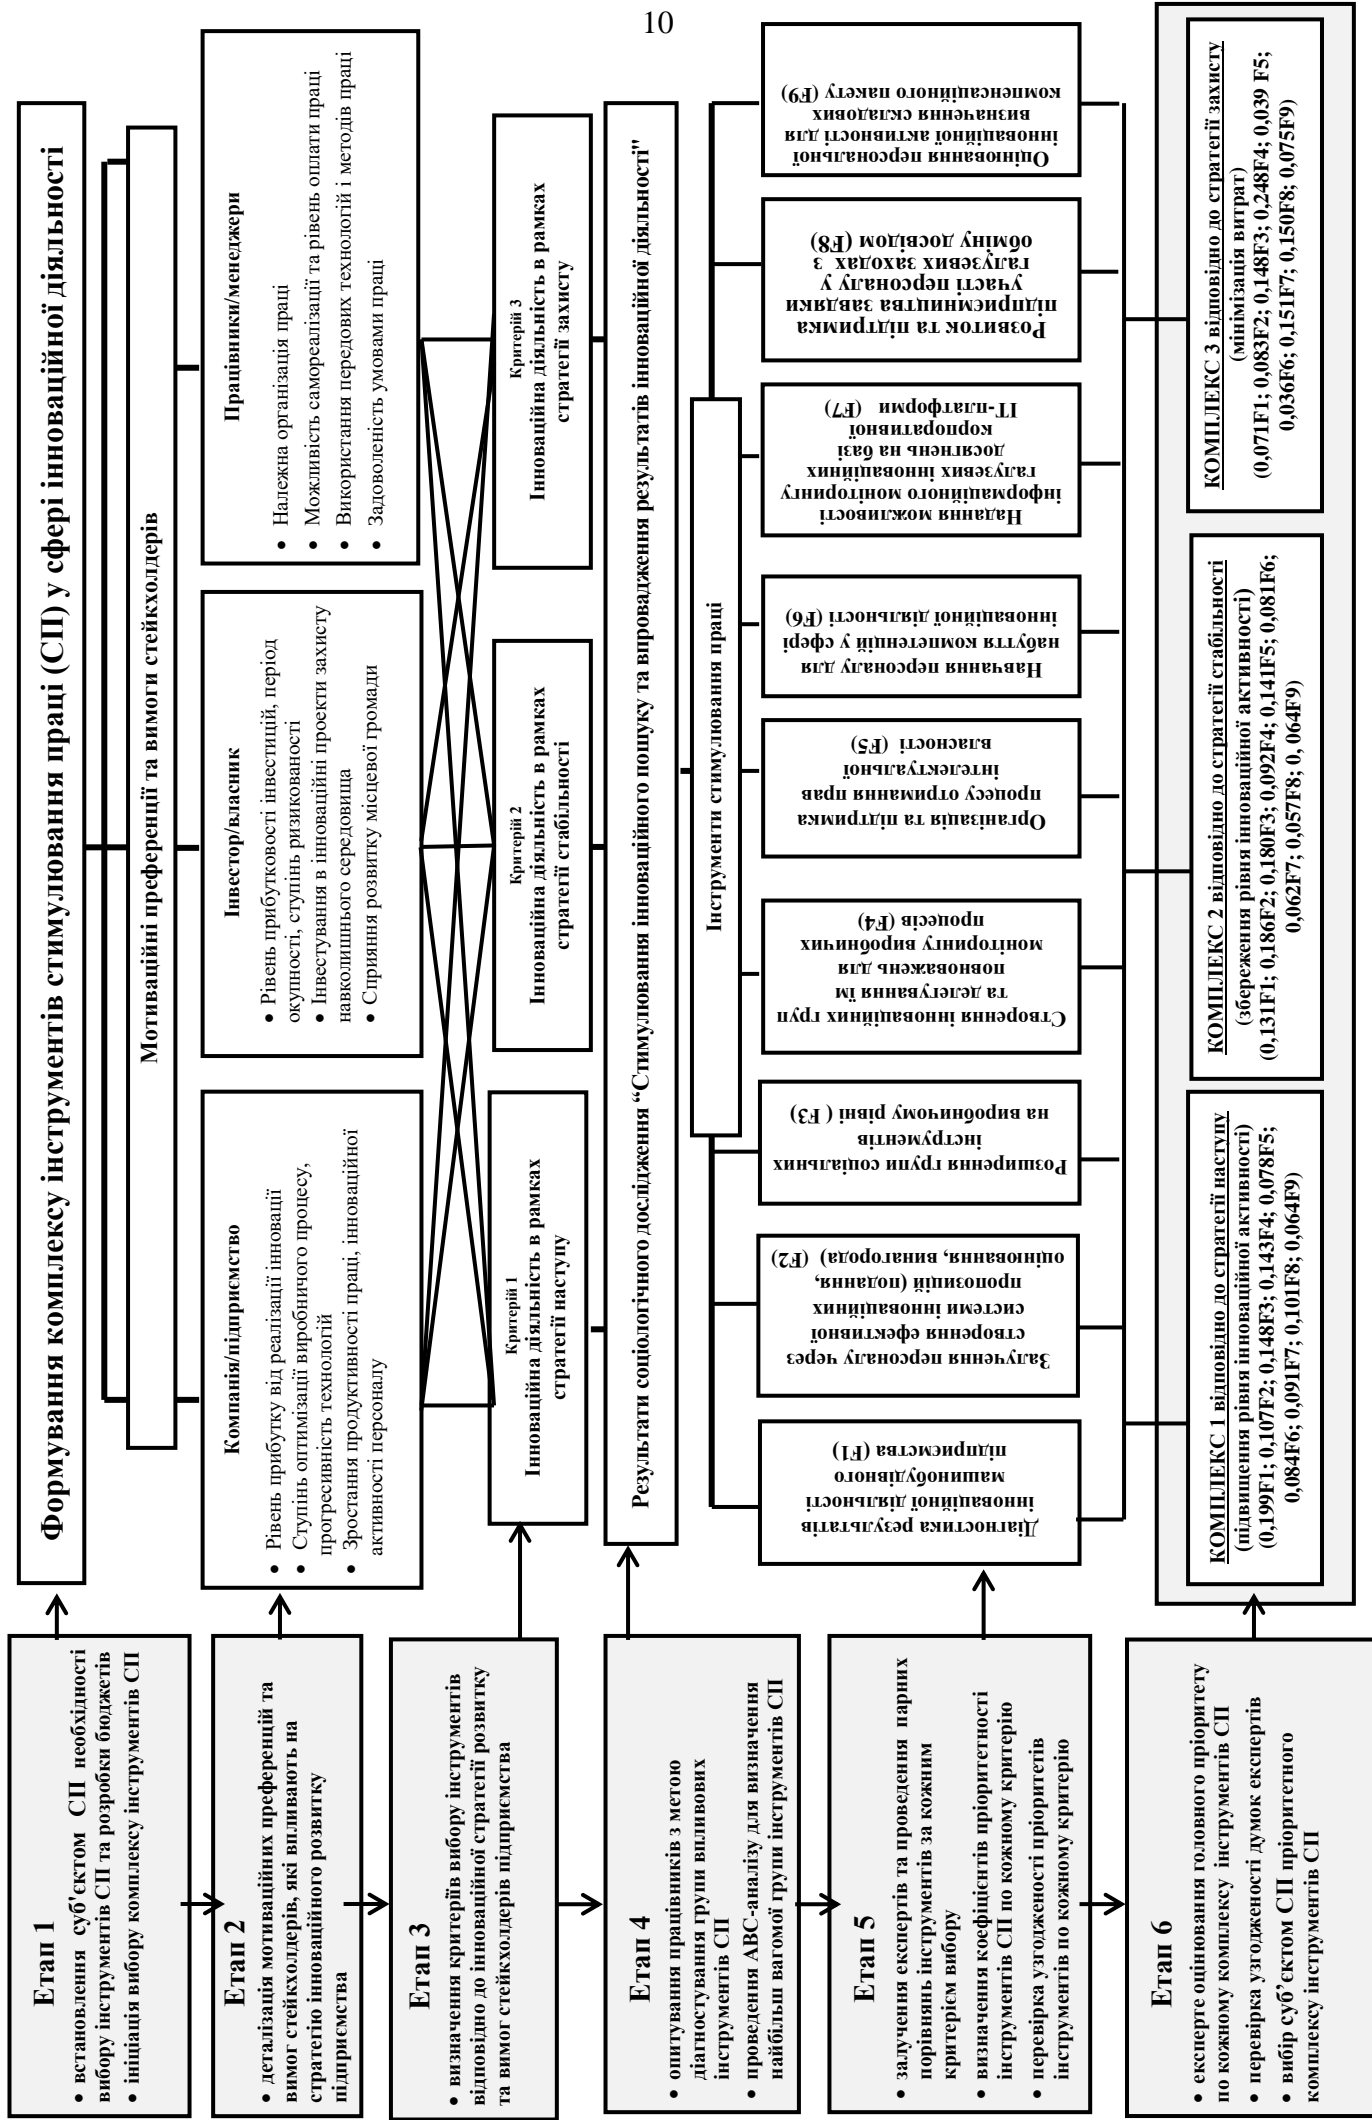 10
Формування комплексу інструментів стимулювання праці (СП) у сфері інноваційної діяльності
Мотиваційні преференції та вимоги стейкхолдерів
Компанія/підприємство
• Рівень прибутку від реалізації інновації
• Ступінь оптимізації виробничого процесу,
прогресивність технологій
• Зростання продуктивності праці, інноваційної
активності персоналу
Інвестор/власник
• Рівень прибутковості інвестицій, період
окупності, ступінь ризикованості
• Інвестування в інноваційні проекти захисту
навколишнього середовища
• Сприяння розвитку місцевої громади
Працівники/менеджери
• Належна організація праці
• Можливість самореалізації та рівень оплати праці
• Використання передових технологій і методів праці
• Задоволеність умовами праці
Критерій 1
Інноваційна діяльність в рамках
стратегії наступу
Критерій 2
Інноваційна діяльність в рамках
стратегії стабільності
Критерій 3
Інноваційна діяльність в рамках
стратегії захисту
Результати соціологічного дослідження “Стимулювання інноваційного пошуку та впровадження результатів інноваційної діяльності"
Інструменти стимулювання праці
Діагностика результатів
інноваційної діяльності
машинобудівного
підприємства (F1)
Залучення персоналу через
створення ефективної
системи інноваційних
пропозицій (подання,
оцінювання, винагорода) (F2)
Розширення групи соціальних
інструментів
на виробничому рівні ( F3)
Створення інноваційних груп
та делегування їм
повноважень для
моніторингу виробничих
процесів (F4)
Організація та підтримка
процесу отримання прав
інтелектуальної
власності (F5)
Навчання персоналу для
набуття компетенцій у сфері
інноваційної діяльності (F6)
Надання можливості
інформаційного моніторингу
галузевих інноваційних
досягнень на базі
корпоративної
ІТ-платформи (F7)
Розвиток та підтримка
підприємництва завдяки
участі персоналу у
галузевих заходах з
обміну досвідом (F8)
Оцінювання персональної
інноваційної активності для
визначення складових
компенсаційного пакету (F9)
КОМПЛЕКС 1 відповідно до стратегії наступу
(підвищення рівня інноваційної активності)
(0,199F1; 0,107F2; 0,148F3; 0,143F4; 0,078F5;
0,084F6; 0,091F7; 0,101F8; 0,064F9)
КОМПЛЕКС 2 відповідно до стратегії стабільності
(збереження рівня інноваційної активності)
(0,131F1; 0,186F2; 0,180F3; 0,092F4; 0,141F5; 0,081F6;
0,062F7; 0,057F8; 0, 064F9)
КОМПЛЕКС 3 відповідно до стратегії захисту
(мінімізація витрат)
(0,071F1; 0,083F2; 0,148F3; 0,248F4; 0,039 F5;
0,036F6; 0,151F7; 0,150F8; 0,075F9)
Етап 1
• встановлення суб'єктом СП необхідності
вибору інструментів СП та розробки бюджетів
• ініціація вибору комплексу інструментів СП
Етап 2
• деталізація мотиваційних преференцій та
вимог стейкхолдерів, які впливають на
стратегію інноваційного розвитку
підприємства
Етап 3
• визначення критеріїв вибору інструментів
відповідно до інноваційної стратегії розвитку
та вимог стейкхолдерів підприємства
Етап 4
• опитування працівників з метою
діагностування групи впливових
інструментів СП
• проведення АВС-аналізу для визначення
найбільш вагомої групи інструментів СП
Етап 5
• залучення експертів та проведення парних
порівнянь інструментів за кожним
критерієм вибору
• визначення коефіцієнтів пріоритетності
інструментів СП по кожному критерію
• перевірка узгодженості пріоритетів
інструментів по кожному критерію
Етап 6
• експерте оцінювання головного пріоритету
по кожному комплексу інструментів СП
• перевірка узгодженості думок експертів
• вибір суб’єктом СП пріоритетного
комплексу інструментів СП